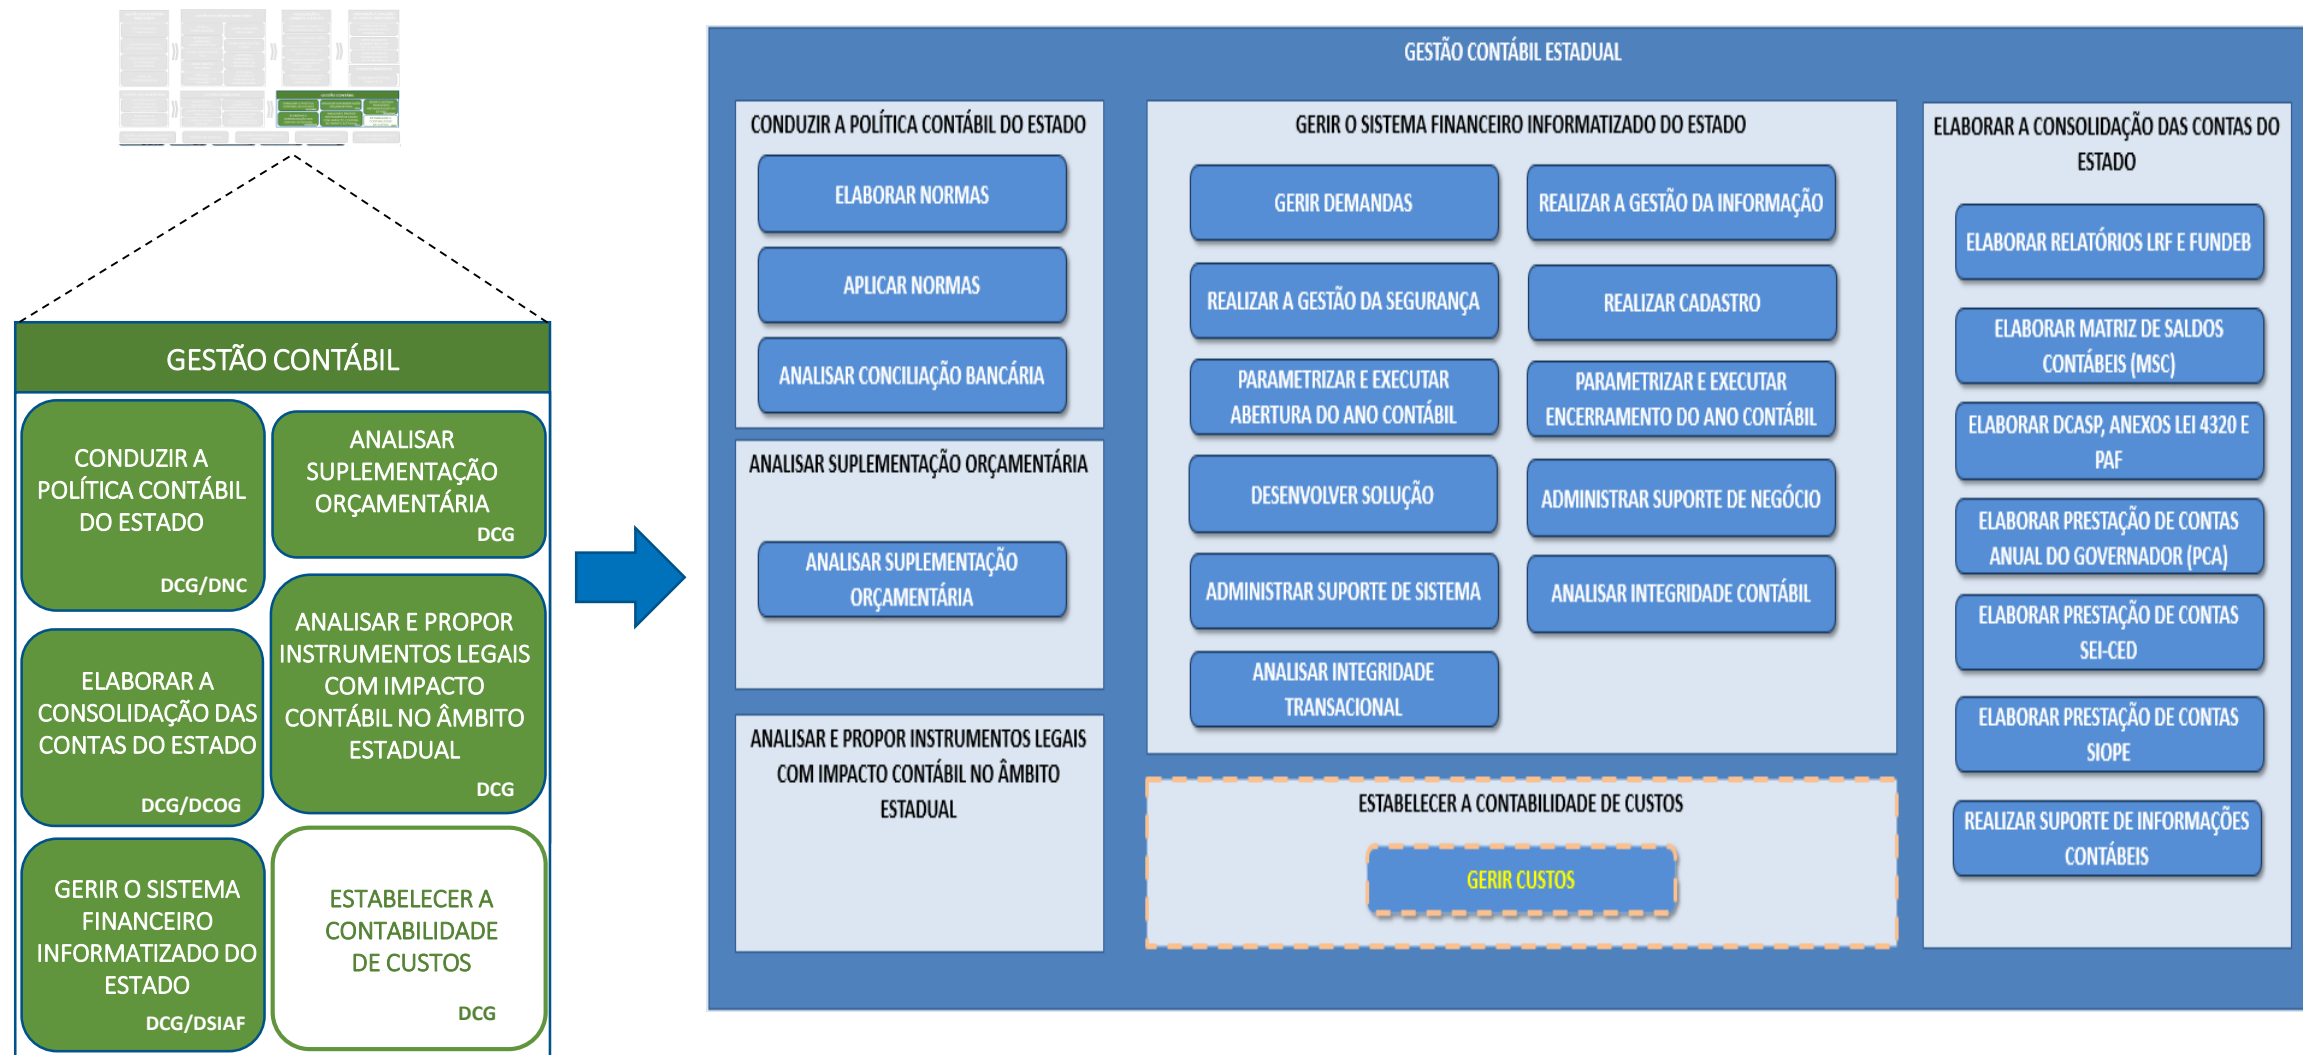 GESTÃO CONTÁBIL
CONDUZIR A
POLÍTICA CONTÁBIL
DO ESTADO
DCG/DNC
ANALISAR
SUPLEMENTAÇÃO
ORÇAMENTÁRIA
DCG
ELABORAR A
CONSOLIDAÇÃO DAS
CONTAS DO ESTADO
DCG/DCOG
ANALISAR E PROPOR
INSTRUMENTOS LEGAIS
COM IMPACTO
CONTÁBIL NO ÂMBITO
ESTADUAL
DCG
GERIR O SISTEMA
FINANCEIRO
INFORMATIZADO DO
ESTADO
DCG/DSIAF
ESTABELECER A
CONTABILIDADE
DE CUSTOS
DCG
GESTÃO CONTÁBIL ESTADUAL
CONDUZIR A POLÍTICA CONTÁBIL DO ESTADO
ELABORAR NORMAS
APLICAR NORMAS
ANALISAR CONCILIAÇÃO BANCÁRIA
ANALISAR SUPLEMENTAÇÃO ORÇAMENTÁRIA
ANALISAR SUPLEMENTAÇÃO
ORÇAMENTÁRIA
ANALISAR E PROPOR INSTRUMENTOS LEGAIS
COM IMPACTO CONTÁBIL NO ÂMBITO
ESTADUAL
GERIR O SISTEMA FINANCEIRO INFORMATIZADO DO ESTADO
GERIR DEMANDAS
REALIZAR A GESTÃO DA INFORMAÇÃO
REALIZAR A GESTÃO DA SEGURANÇA
REALIZAR CADASTRO
PARAMETRIZAR E EXECUTAR
ABERTURA DO ANO CONTÁBIL
PARAMETRIZAR E EXECUTAR
ENCERRAMENTO DO ANO CONTÁBIL
DESENVOLVER SOLUÇÃO
ADMINISTRAR SUPORTE DE NEGÓCIO
ADMINISTRAR SUPORTE DE SISTEMA
ANALISAR INTEGRIDADE CONTÁBIL
ANALISAR INTEGRIDADE
TRANSACIONAL
ESTABELECER A CONTABILIDADE DE CUSTOS
GERIR CUSTOS
ELABORAR A CONSOLIDAÇÃO DAS CONTAS DO
ESTADO
ELABORAR RELATÓRIOS LRF E FUNDEB
ELABORAR MATRIZ DE SALDOS
CONTÁBEIS (MSC)
ELABORAR DCASP, ANEXOS LEI 4320 E
PAF
ELABORAR PRESTAÇÃO DE CONTAS
ANUAL DO GOVERNADOR (PCA)
ELABORAR PRESTAÇÃO DE CONTAS
SEI-CED
ELABORAR PRESTAÇÃO DE CONTAS
SIOPE
REALIZAR SUPORTE DE INFORMAÇÕES
CONTÁBEIS